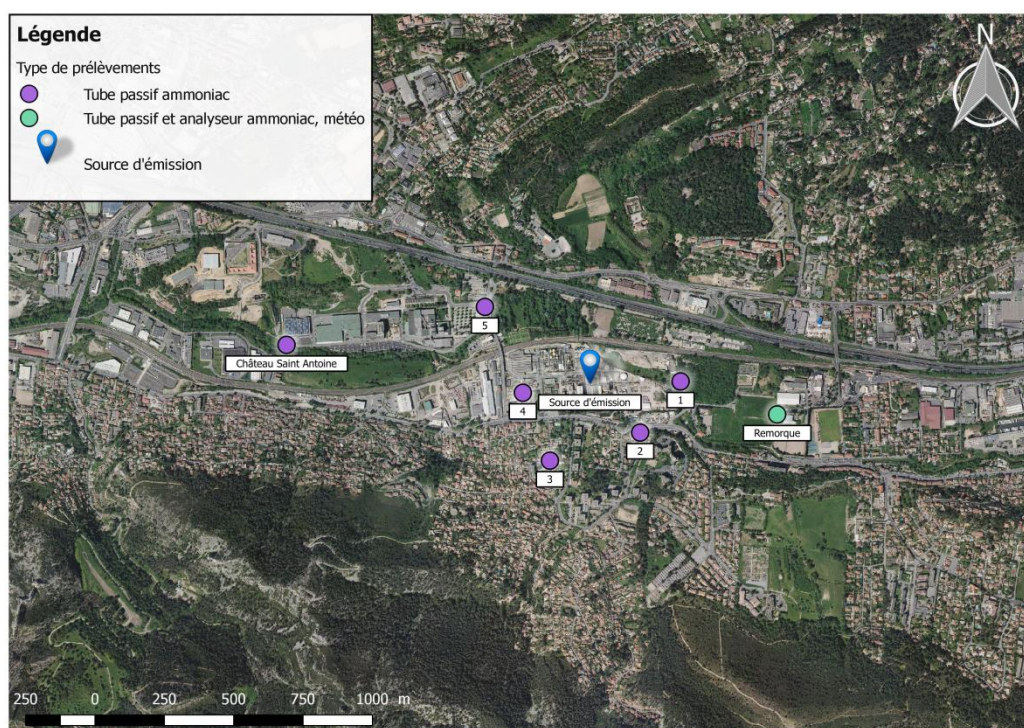 Légende
Type de prélèvements
Tube passif ammoniac
Tube passif et analyseur ammoniac, météo
Source d'émission
N
5
Château Saint Antoine
4
Source d'émission
1
Remorque
2
3
250 0 250 500 750 1000 m